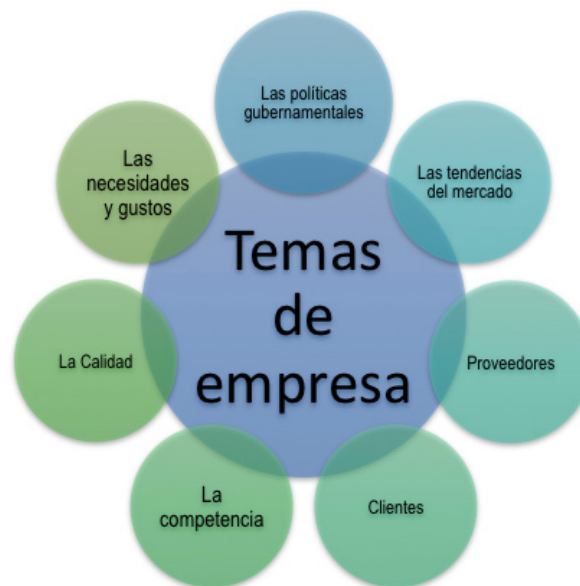 Las políticas
gubernamentales
Las tendencias
del mercado
Proveedores
Clientes
La
competencia
La Calidad
Las
necesidades
y gustos
Temas
de
empresa